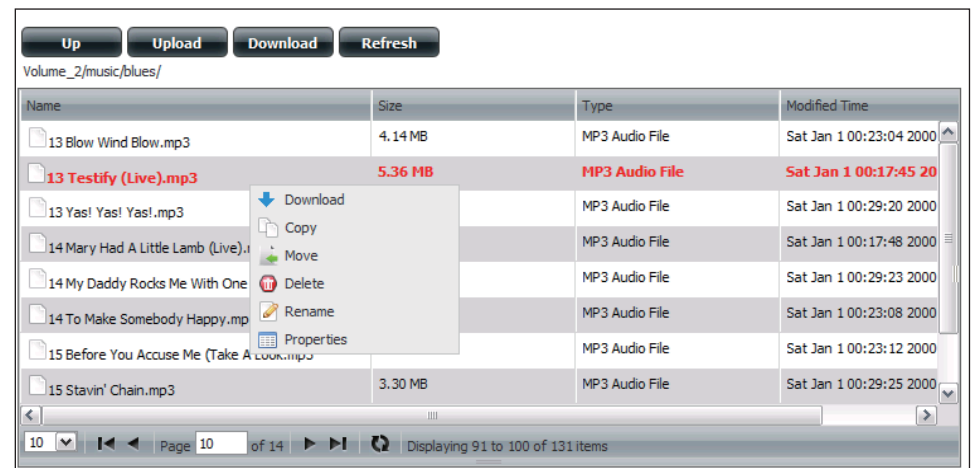 Up Upload Download Refresh
Volume_2/music/blues/
Name Size Type Modified Time
13 Blow Wind Blow.mp3 4.14 MB MP3 Audio File Sat Jan 1 00:23:04 2000
13 Testify (Live).mp3 5.36 MB MP3 Audio File Sat Jan 1 00:17:45 20
Download
13 Yas! Yas! Yas!.mp3 MP3 Audio File Sat Jan 1 00:29:20 2000
Copy
14 Mary Had A Little Lamb (Live). MP3 Audio File Sat Jan 1 00:17:48 2000
Move
14 My Daddy Rocks Me With One MP3 Audio File Sat Jan 1 00:29:23 2000
Delete
14 To Make Somebody Happy.mp MP3 Audio File Sat Jan 1 00:23:08 2000
Rename
Properties
15 Before You Accuse Me (Take A Look.mp3 MP3 Audio File Sat Jan 1 00:23:12 2000
15 Stavin' Chain.mp3 3.30 MB MP3 Audio File Sat Jan 1 00:29:25 2000
10 Page 10 of 14 Displaying 91 to 100 of 131 items